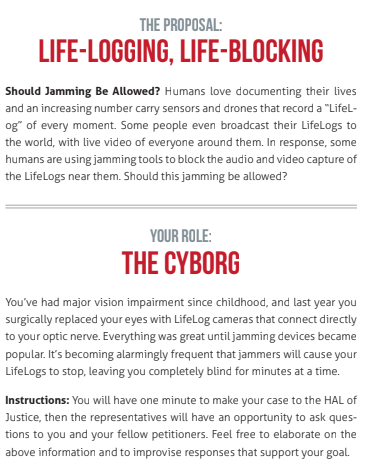 THE PROPOSAL:
LIFE-LOGGING, LIFE-BLOCKING
Should Jamming Be Allowed? Humans love documenting their lives
and an increasing number carry sensors and drones that record a "LifeL-
og" of every moment. Some people even broadcast their LifeLogs to
the world, with live video of everyone around them. In response, some
humans are using jamming tools to block the audio and video capture of
the LifeLogs near them. Should this jamming be allowed?
YOUR ROLE:
THE CYBORG
You've had major vision impairment since childhood, and last year you
surgically replaced your eyes with LifeLog cameras that connect directly
to your optic nerve. Everything was great until jamming devices became
popular. It's becoming alarmingly frequent that jammers will cause your
LifeLogs to stop, leaving you completely blind for minutes at a time.
Instructions: You will have one minute to make your case to the HAL of
Justice, then the representatives will have an opportunity to ask ques-
tions to you and your fellow petitioners. Feel free to elaborate on the
above information and to improvise responses that support your goal.